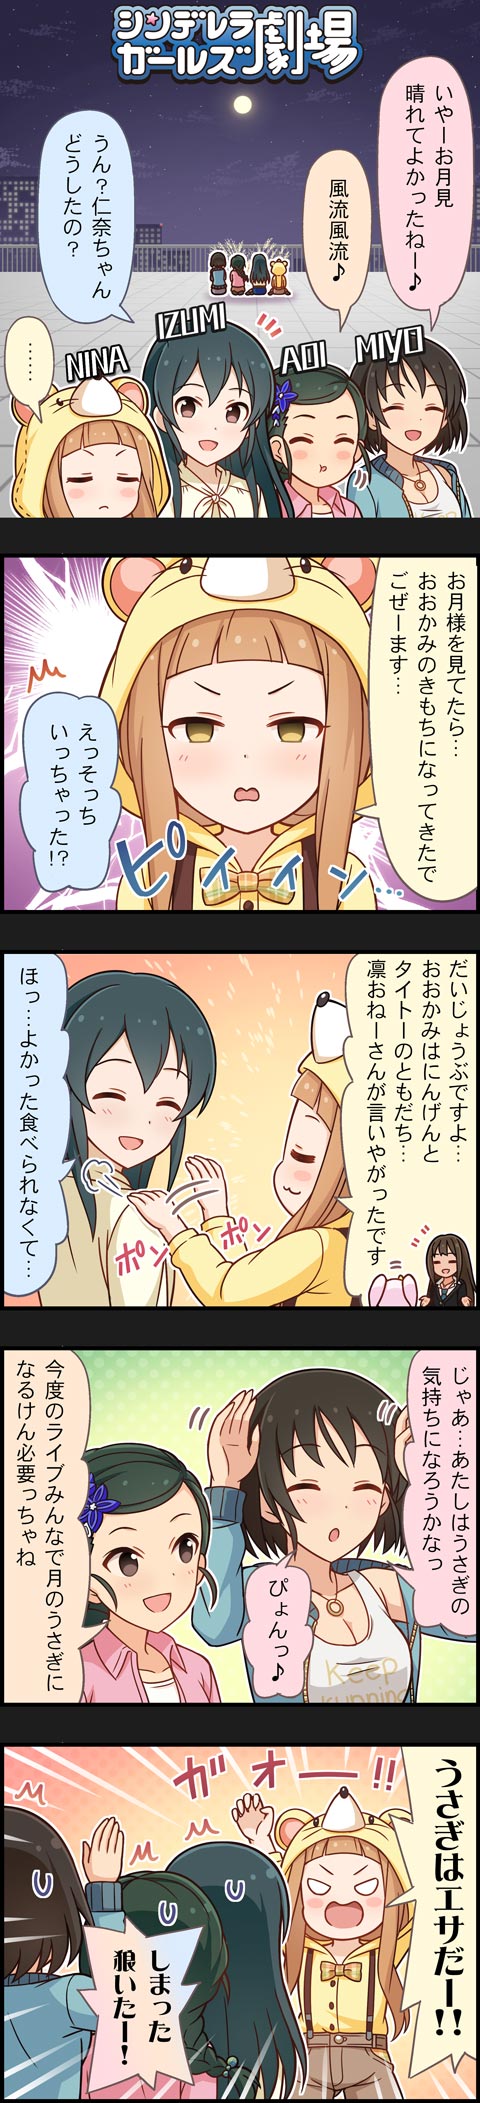 シンデレラ
ガールズ劇場
いやーお月見
晴れてよかったねー♪
風流風流♪
うん？仁奈ちゃん
どうしたの？
……
NINA
IZUMI
AOI
MIYO
お月様を見てたら…
おおかみのきもちになってきたで
ごぜーます…
えっそっち
いっちゃった!?
ピイィン…
だいじょうぶですよ…
おおかみはにんげんと
タイトーのともだち…
凛おねーさんが言いやがったです
ポンポン
ほっ…よかった食べられなくて…
じゃあ…あたしはうさぎの
気持ちになろうかなっ
ぴょんっ♪
Keep
Running
今度のライブみんなで月のうさぎに
なるけん必要っちゃね
ガオーー!!
うさぎはエサだー!!
しまった
狼いたー！